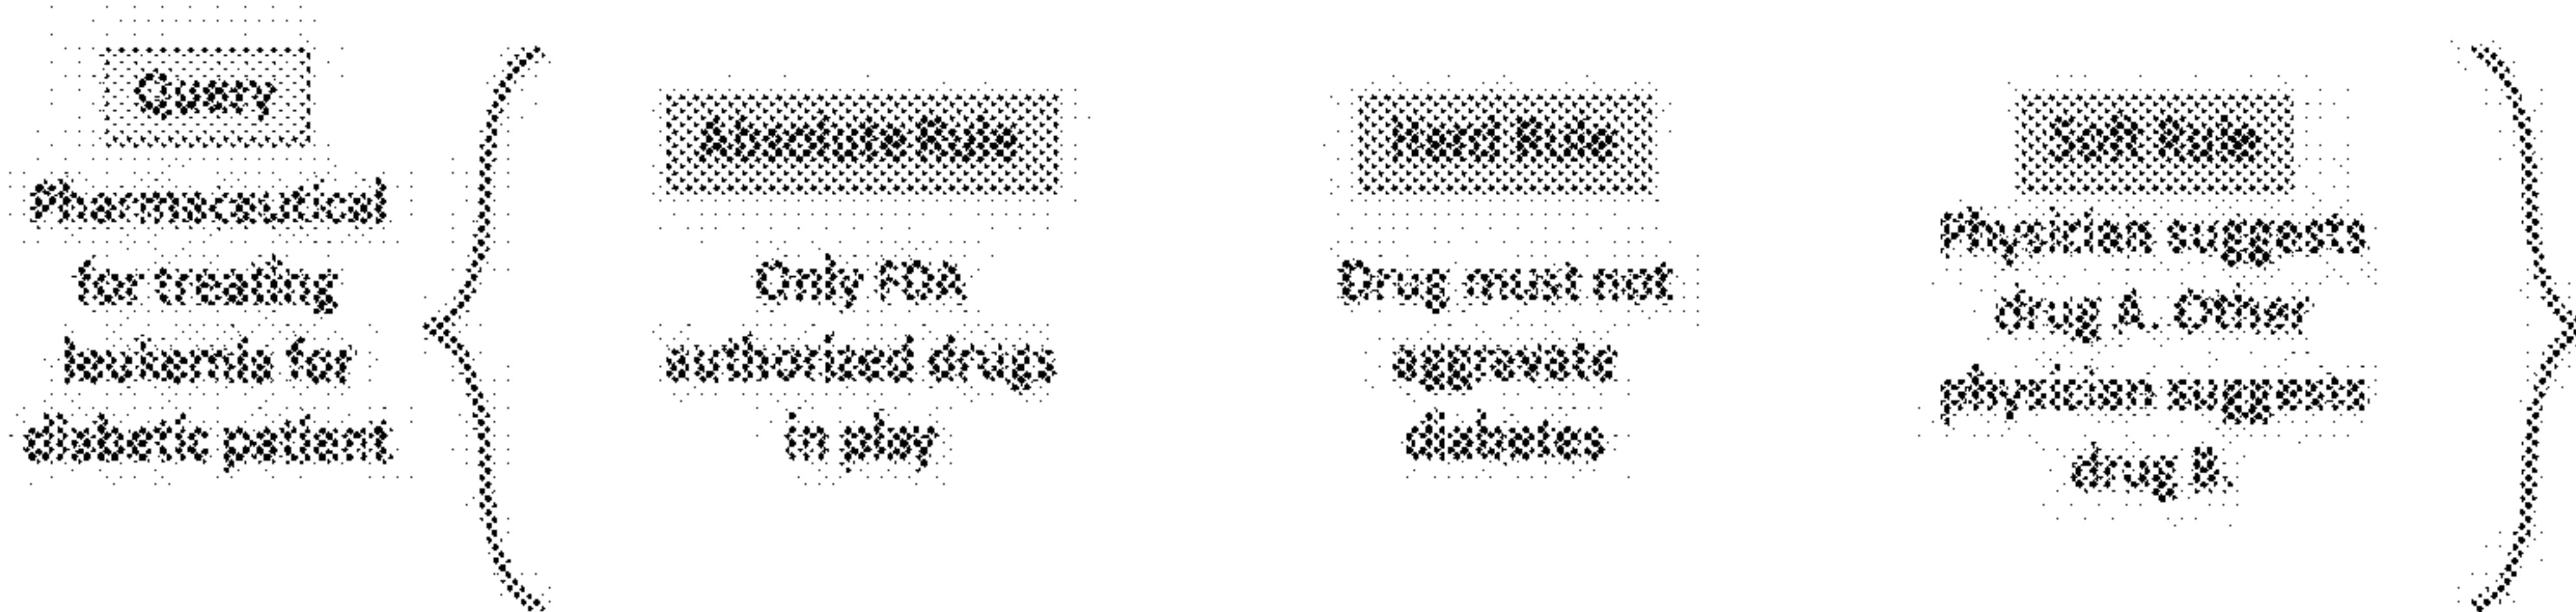 Query
Pharmaceutical
for treating
leukemia for
diabetic patient
Absolute Rule
Only FDA
authorized drugs
in play
Hard Rule
Drug must not
aggravate
diabetes
Soft Rule
Physician suggests
drug A. Other
physician suggests
drug B.